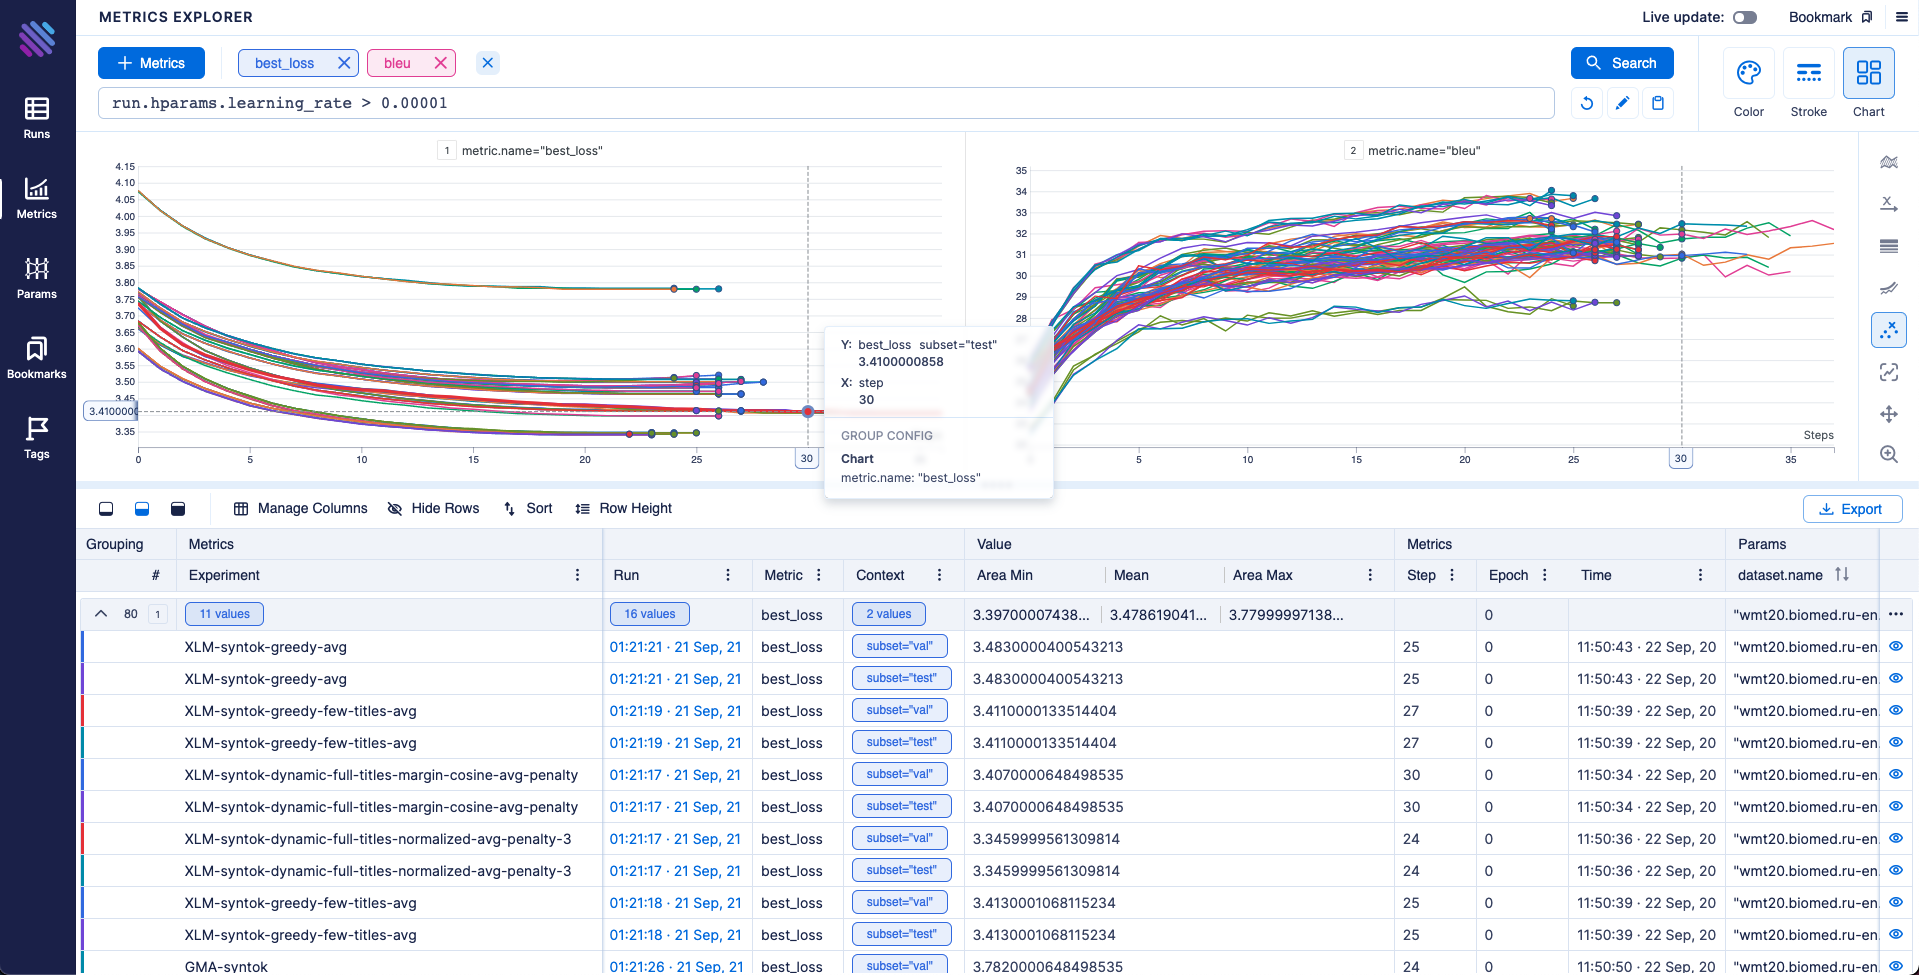 METRICS EXPLORER
Live update:
Bookmark
Runs
Metrics
Params
Bookmarks
Tags
Metrics
best_loss
bleu
Search
run.hparams.learning_rate > 0.00001
Color
Stroke
Chart
1 metric.name="best_loss"
4.15
4.10
4.05
4.00
3.95
3.90
3.85
3.80
3.75
3.70
3.65
3.60
3.55
3.50
3.45
3.410000
3.35
0 5 10 15 20 25 30
2 metric.name="bleu"
35
34
33
32
31
30
29
28
Steps
5 10 15 20 25 30 35
Y: best_loss subset="test"
3.4100000858
X: step
30
GROUP CONFIG
Chart
metric.name: "best_loss"
Manage Columns
Hide Rows
Sort
Row Height
Export
Grouping Metrics Value Metrics Params
# Experiment Run Metric Context Area Min Mean Area Max Step Epoch Time dataset.name
80 1 11 values 16 values best_loss 2 values 3.39700007438... 3.478619041... 3.77999997138... 0 "wmt20.biomed.ru-en.
XLM-syntok-greedy-avg 01:21:21 · 21 Sep, 21 best_loss subset="val" 3.4830000400543213 25 0 11:50:43 · 22 Sep, 20 "wmt20.biomed.ru-en.
XLM-syntok-greedy-avg 01:21:21 · 21 Sep, 21 best_loss subset="test" 3.4830000400543213 25 0 11:50:43 · 22 Sep, 20 "wmt20.biomed.ru-en.
XLM-syntok-greedy-few-titles-avg 01:21:19 · 21 Sep, 21 best_loss subset="val" 3.4110000133514404 27 0 11:50:39 · 22 Sep, 20 "wmt20.biomed.ru-en.
XLM-syntok-greedy-few-titles-avg 01:21:19 · 21 Sep, 21 best_loss subset="test" 3.4110000133514404 27 0 11:50:39 · 22 Sep, 20 "wmt20.biomed.ru-en.
XLM-syntok-dynamic-full-titles-margin-cosine-avg-penalty 01:21:17 · 21 Sep, 21 best_loss subset="val" 3.4070000648498535 30 0 11:50:34 · 22 Sep, 20 "wmt20.biomed.ru-en.
XLM-syntok-dynamic-full-titles-margin-cosine-avg-penalty 01:21:17 · 21 Sep, 21 best_loss subset="test" 3.4070000648498535 30 0 11:50:34 · 22 Sep, 20 "wmt20.biomed.ru-en.
XLM-syntok-dynamic-full-titles-normalized-avg-penalty-3 01:21:17 · 21 Sep, 21 best_loss subset="val" 3.3459999561309814 24 0 11:50:36 · 22 Sep, 20 "wmt20.biomed.ru-en.
XLM-syntok-dynamic-full-titles-normalized-avg-penalty-3 01:21:17 · 21 Sep, 21 best_loss subset="test" 3.3459999561309814 24 0 11:50:36 · 22 Sep, 20 "wmt20.biomed.ru-en.
XLM-syntok-greedy-few-titles-avg 01:21:18 · 21 Sep, 21 best_loss subset="val" 3.4130001068115234 25 0 11:50:39 · 22 Sep, 20 "wmt20.biomed.ru-en.
XLM-syntok-greedy-few-titles-avg 01:21:18 · 21 Sep, 21 best_loss subset="test" 3.4130001068115234 25 0 11:50:39 · 22 Sep, 20 "wmt20.biomed.ru-en.
GMA-syntok 01:21:26 · 21 Sep, 21 best_loss subset="val" 3.7820000648498535 24 0 11:50:50 · 22 Sep, 20 "wmt20.biomed.ru-en.